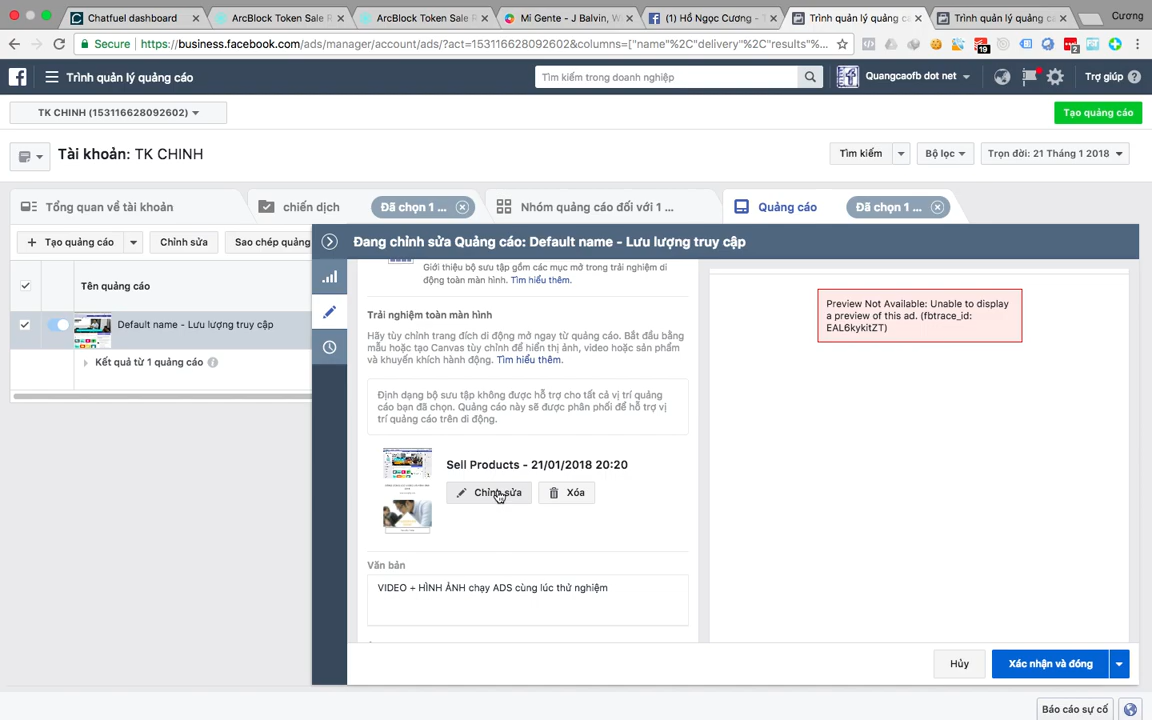 Chatfuel dashboard
ArcBlock Token Sale R
ArcBlock Token Sale R
Mi Gente - J Balvin, W
(1) Hồ Ngọc Cương - T
Trình quản lý quảng c
Trình quản lý quảng cá
Cương
Secure
https://business.facebook.com/ads/manager/account/ads/?act=153116628092602&columns=["name"%2C"delivery"%2C"results"%...
19
2
Trình quản lý quảng cáo
Tìm kiếm trong doanh nghiệp
Quangcaofb dot net
Trợ giúp
TK CHINH (153116628092602)
Tạo quảng cáo
Tài khoản: TK CHINH
Tìm kiếm
Bộ lọc
Trọn đời: 21 Tháng 1 2018
Tổng quan về tài khoản
chiến dịch
Đã chọn 1 ...
Nhóm quảng cáo đối với 1 ...
Quảng cáo
Đã chọn 1 ...
Tạo quảng cáo
Chỉnh sửa
Sao chép quảng
Đang chỉnh sửa Quảng cáo: Default name - Lưu lượng truy cập
Tên quảng cáo
Default name - Lưu lượng truy cập
Kết quả từ 1 quảng cáo
Giới thiệu bộ sưu tập gồm các mục mở trong trải nghiệm di
động toàn màn hình. Tìm hiểu thêm.
Trải nghiệm toàn màn hình
Hãy tùy chỉnh trang đích di động mở ngay từ quảng cáo. Bắt đầu bằng
mẫu hoặc tạo Canvas tùy chỉnh để hiển thị ảnh, video hoặc sản phẩm
và khuyến khích hành động. Tìm hiểu thêm.
Định dạng bộ sưu tập không được hỗ trợ cho tất cả vị trí quảng
cáo bạn đã chọn. Quảng cáo này sẽ được phân phối để hỗ trợ vị
trí quảng cáo trên di động.
Sell Products - 21/01/2018 20:20
Chỉnh sửa
Xóa
Văn bản
VIDEO + HÌNH ẢNH chạy ADS cùng lúc thử nghiệm
Preview Not Available: Unable to display
a preview of this ad. (fbtrace_id:
EAL6kykitZT)
Hủy
Xác nhận và đóng
Báo cáo sự cố